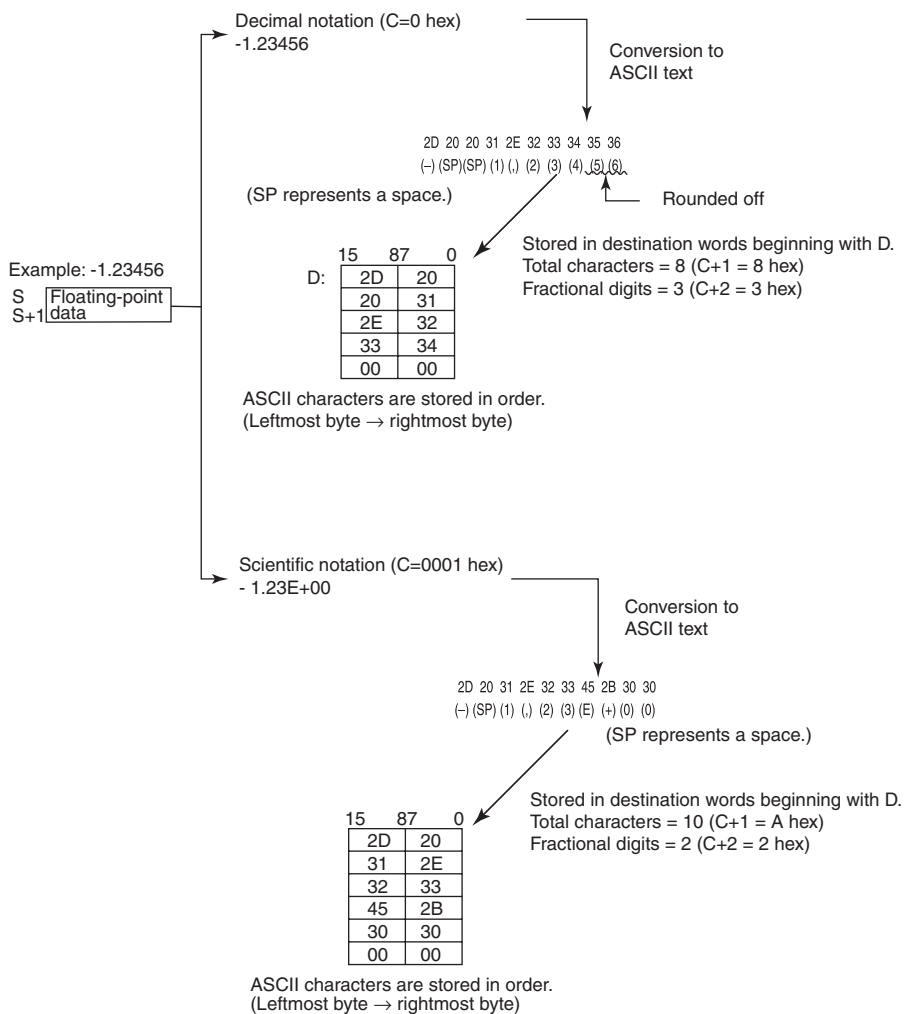 Decimal notation (C=0 hex)
-1.23456
Conversion to
ASCII text
2D 20 20 31 2E 32 33 34 35 36
(–) (SP)(SP) (1) (,) (2) (3) (4) (5) (6)
(SP represents a space.)
Rounded off
Stored in destination words beginning with D.
Total characters = 8 (C+1 = 8 hex)
Fractional digits = 3 (C+2 = 3 hex)
Example: -1.23456
S Floating-point
S+1 data
15 87 0
D: 2D 20
20 31
2E 32
33 34
00 00
ASCII characters are stored in order.
(Leftmost byte → rightmost byte)
Scientific notation (C=0001 hex)
- 1.23E+00
Conversion to
ASCII text
2D 20 31 2E 32 33 45 2B 30 30
(–) (SP) (1) (,) (2) (3) (E) (+) (0) (0)
(SP represents a space.)
Stored in destination words beginning with D.
Total characters = 10 (C+1 = A hex)
Fractional digits = 2 (C+2 = 2 hex)
15 87 0
2D 20
31 2E
32 33
45 2B
30 30
00 00
ASCII characters are stored in order.
(Leftmost byte → rightmost byte)